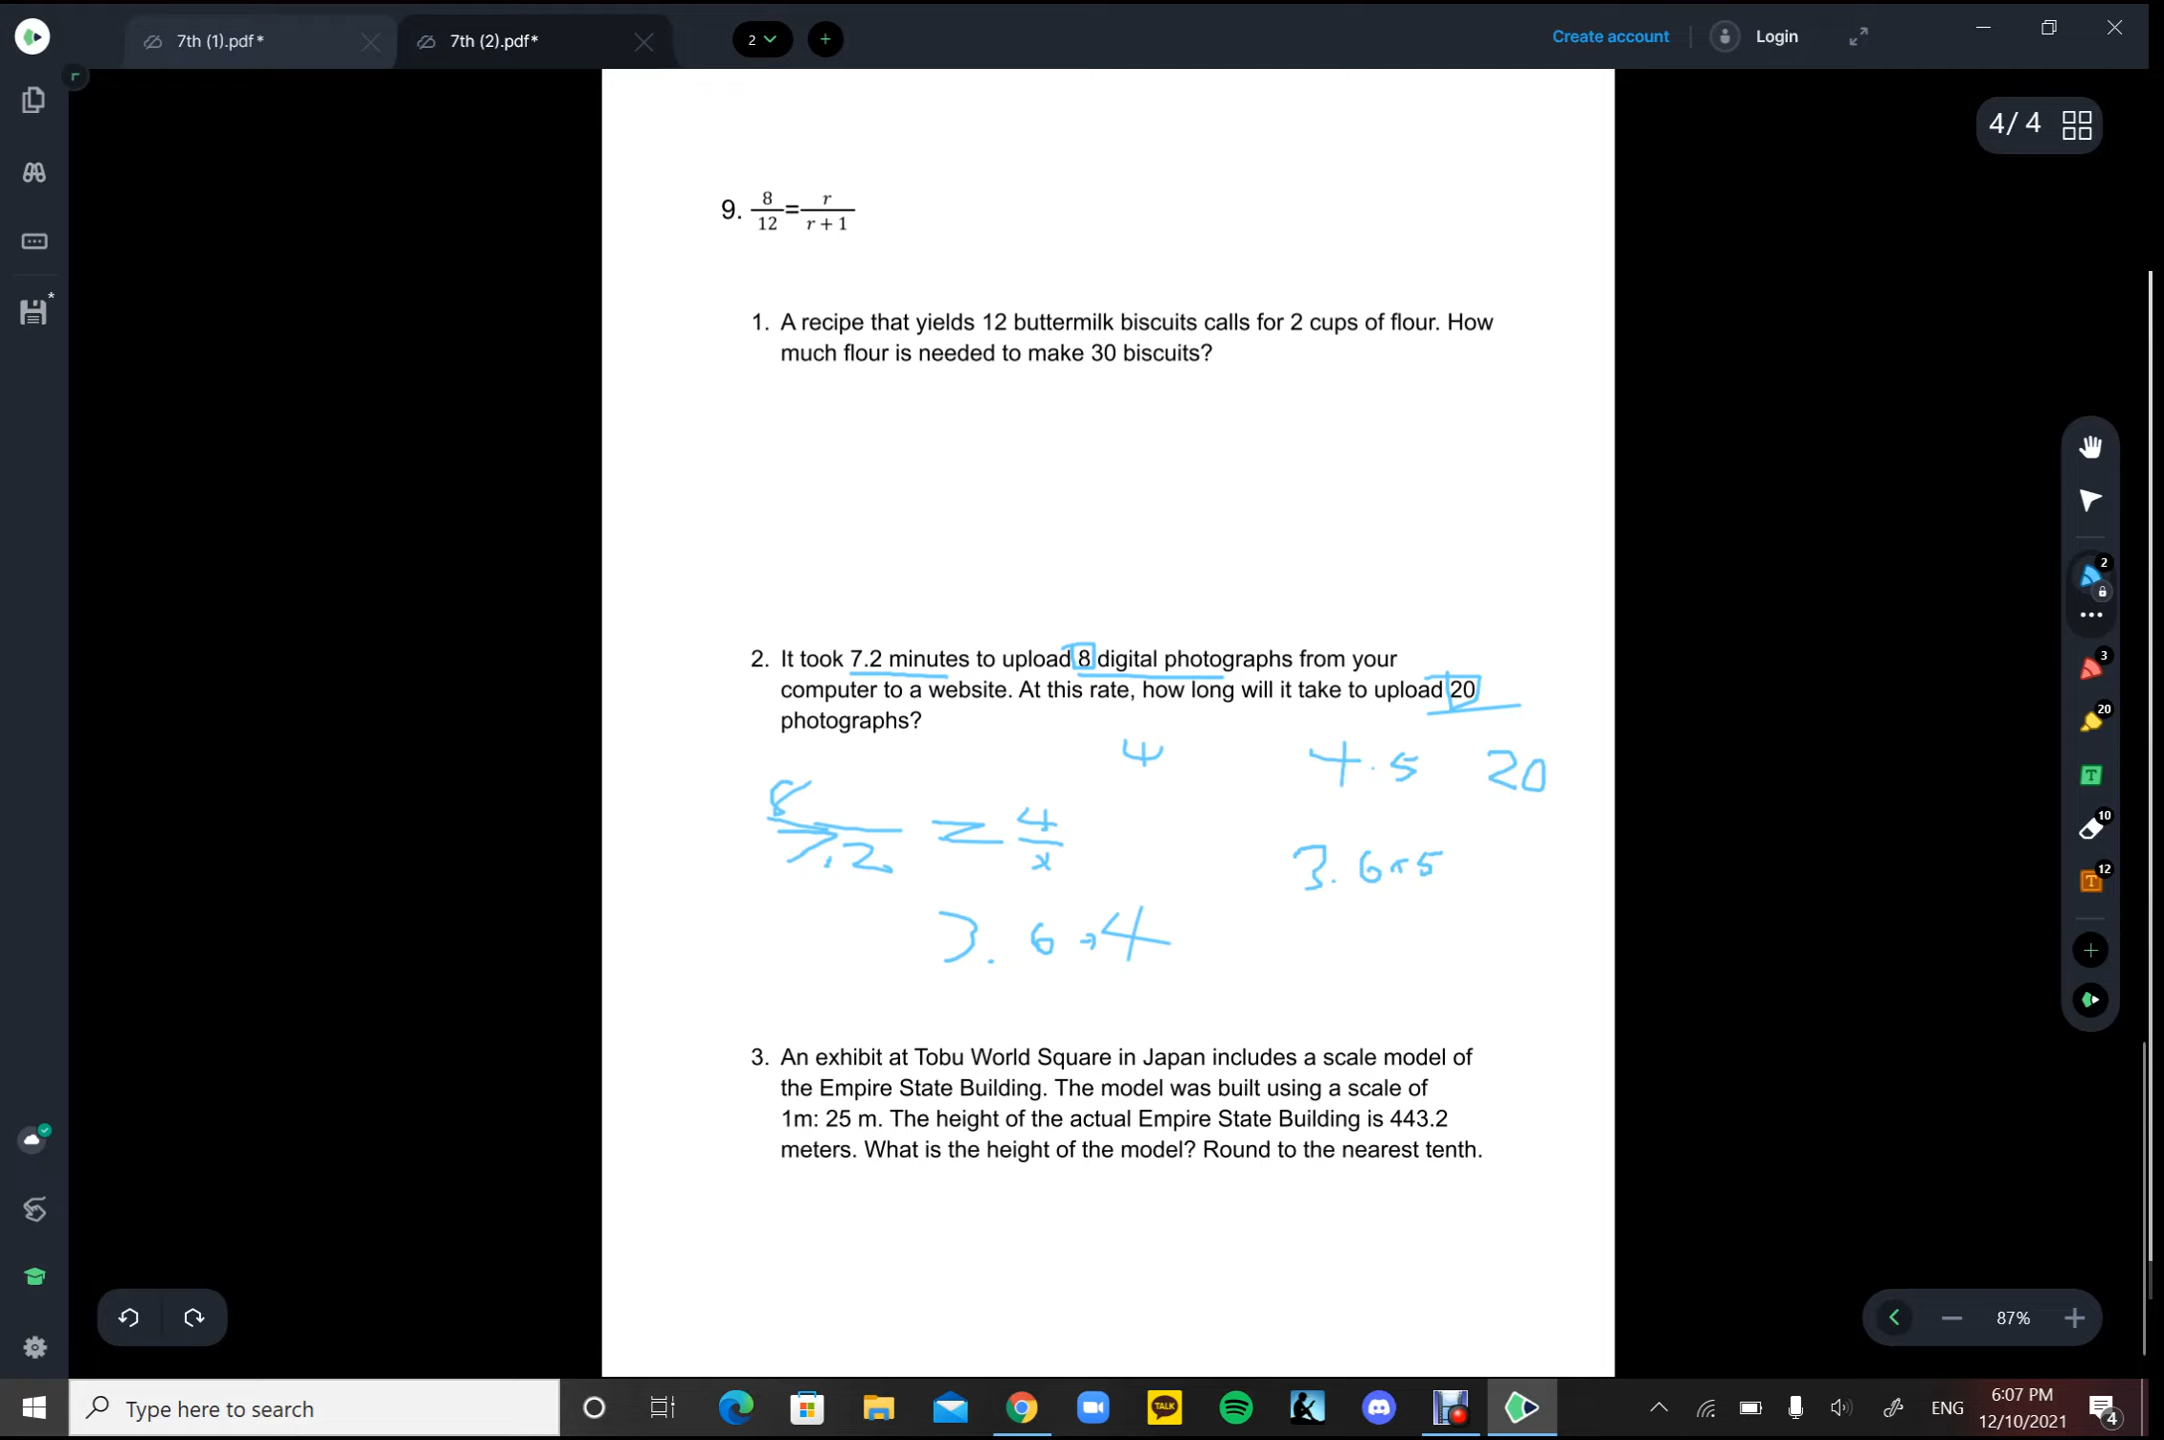 7th (1).pdf*
7th (2).pdf*
2
Create account
Login
4/ 4
9. 8/12 = r/(r + 1)
1. A recipe that yields 12 buttermilk biscuits calls for 2 cups of flour. How
much flour is needed to make 30 biscuits?
2. It took 7.2 minutes to upload 8 digital photographs from your
computer to a website. At this rate, how long will it take to upload 20
photographs?
4
4 . 5
20
8/7.2 = 4/x
3. 6 × 5
3. 6 → 4
3. An exhibit at Tobu World Square in Japan includes a scale model of
the Empire State Building. The model was built using a scale of
1m: 25 m. The height of the actual Empire State Building is 443.2
meters. What is the height of the model? Round to the nearest tenth.
2
3
20
T
10
T 12
87%
Type here to search
TALK
ENG
6:07 PM
12/10/2021
4